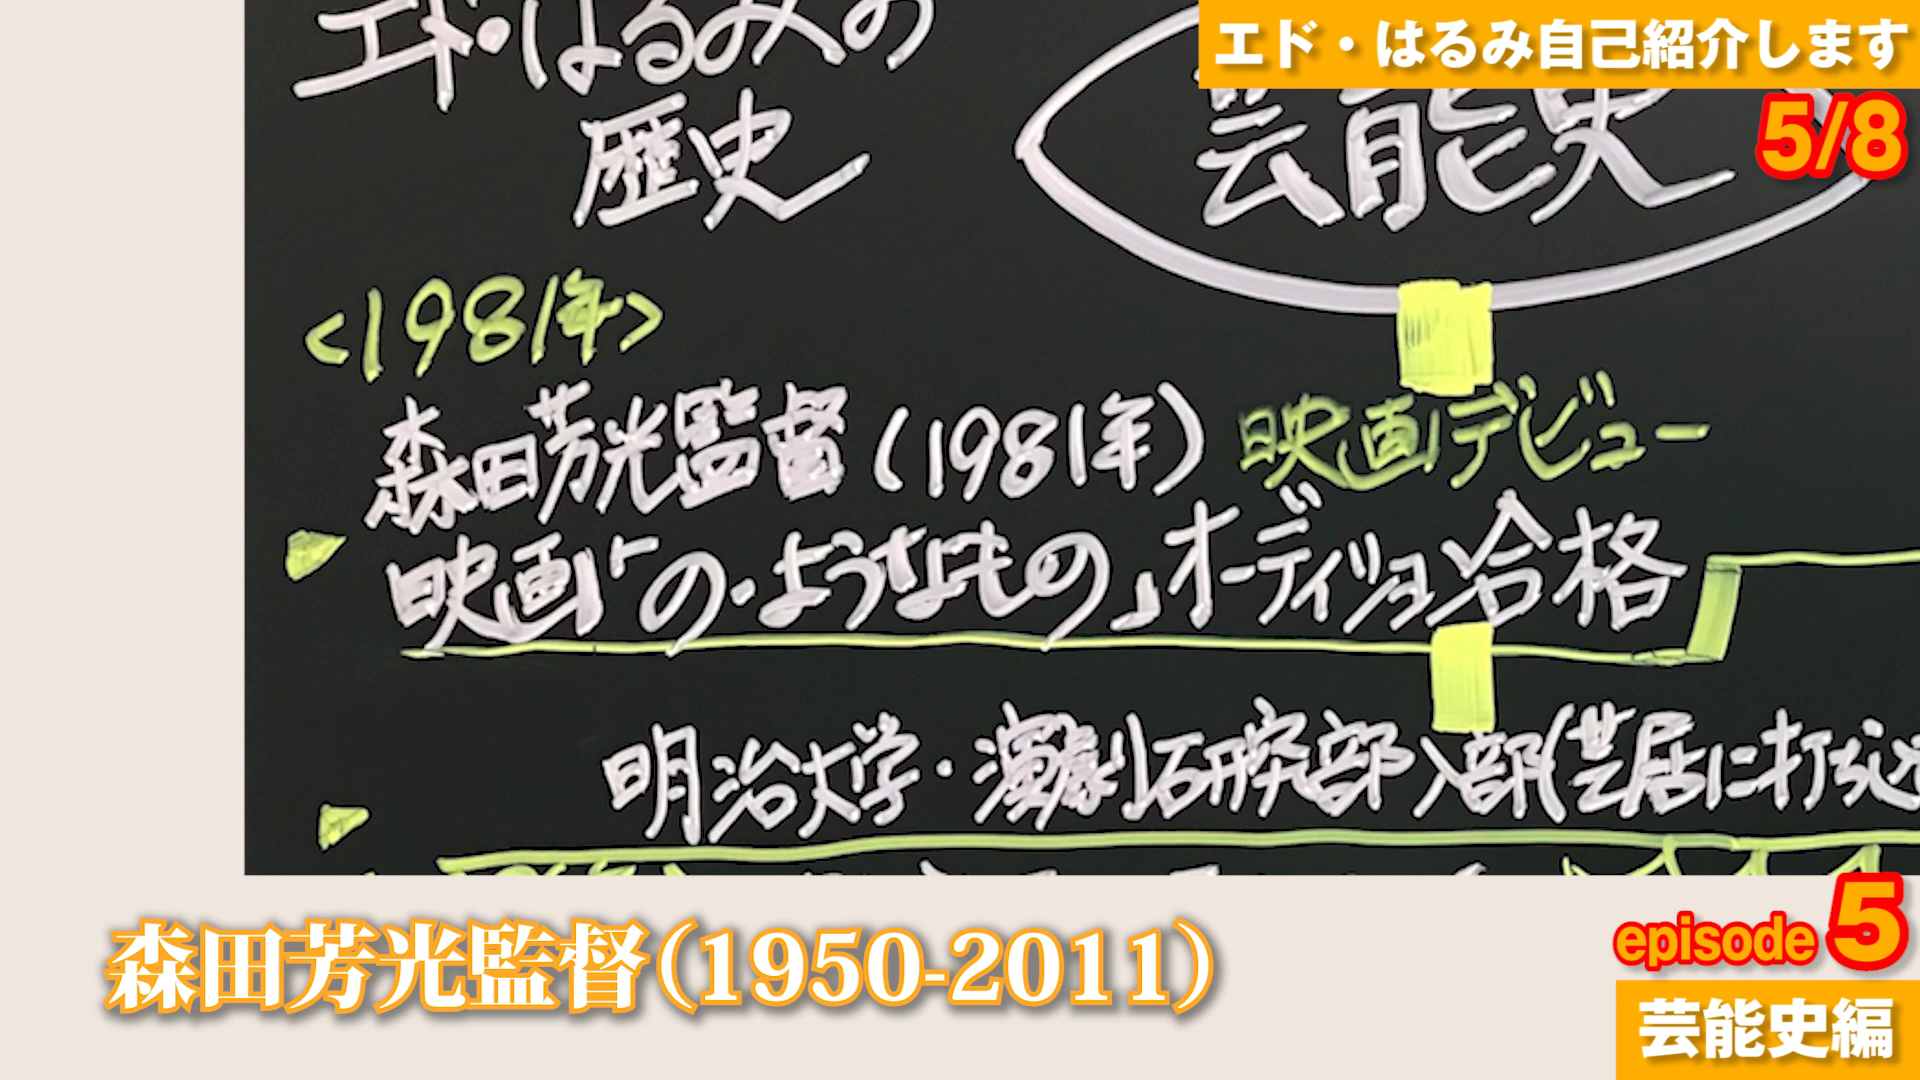 エド・はるみ自己紹介します
5/8
エド・はるみの
歴史
芸能史
<1981年>
森田芳光監督(1981年) 映画デビュー
映画「の・ようなもの」オーディション合格
明治大学・演劇研究部入部(芝居に打ち込
森田芳光監督(1950-2011)
episode 5
芸能史編